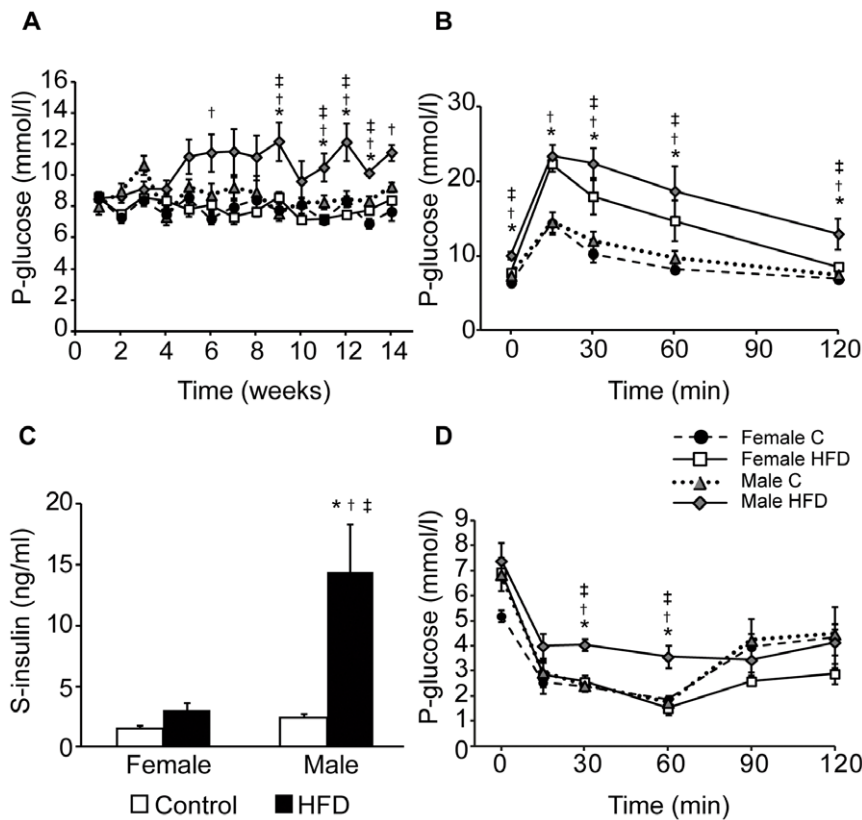 A
P-glucose (mmol/l)
16
14
12
10
8
6
4
2
0
† ‡†* ‡†* ‡†* ‡†* †
0 2 4 6 8 10 12 14
Time (weeks)
B
P-glucose (mmol/l)
30
20
10
0
‡†* †* ‡†* ‡†* ‡†*
0 30 60 90 120
Time (min)
C
S-insulin (ng/ml)
20
15
10
5
0
* † ‡
Female Male
Control HFD
D
Female C
Female HFD
Male C
Male HFD
P-glucose (mmol/l)
9
8
7
6
5
4
3
2
1
0
‡†* ‡†*
0 30 60 90 120
Time (min)